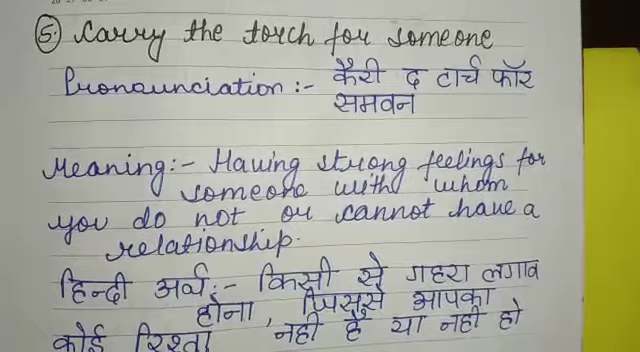 5. Carry the torch for someone
Pronaunciation :- कैरी द टार्च फॉर
समवन
Meaning:- Having strong feelings for
someone with whom
you do not or cannot have a
relationship.
हिन्दी अर्थ :- किसी से गहरा लगाव
होना, जिससे आपका
कोई रिश्ता नही है या नही हो